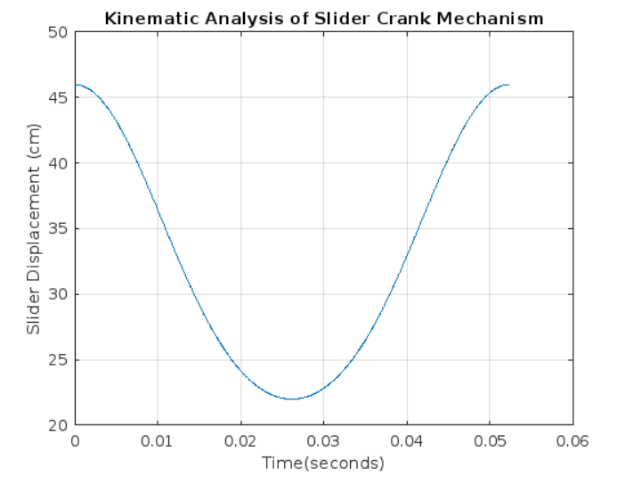 Kinematic Analysis of Slider Crank Mechanism
50
45
40
35
30
25
20
Slider Displacement (cm)
0 0.01 0.02 0.03 0.04 0.05 0.06
Time(seconds)